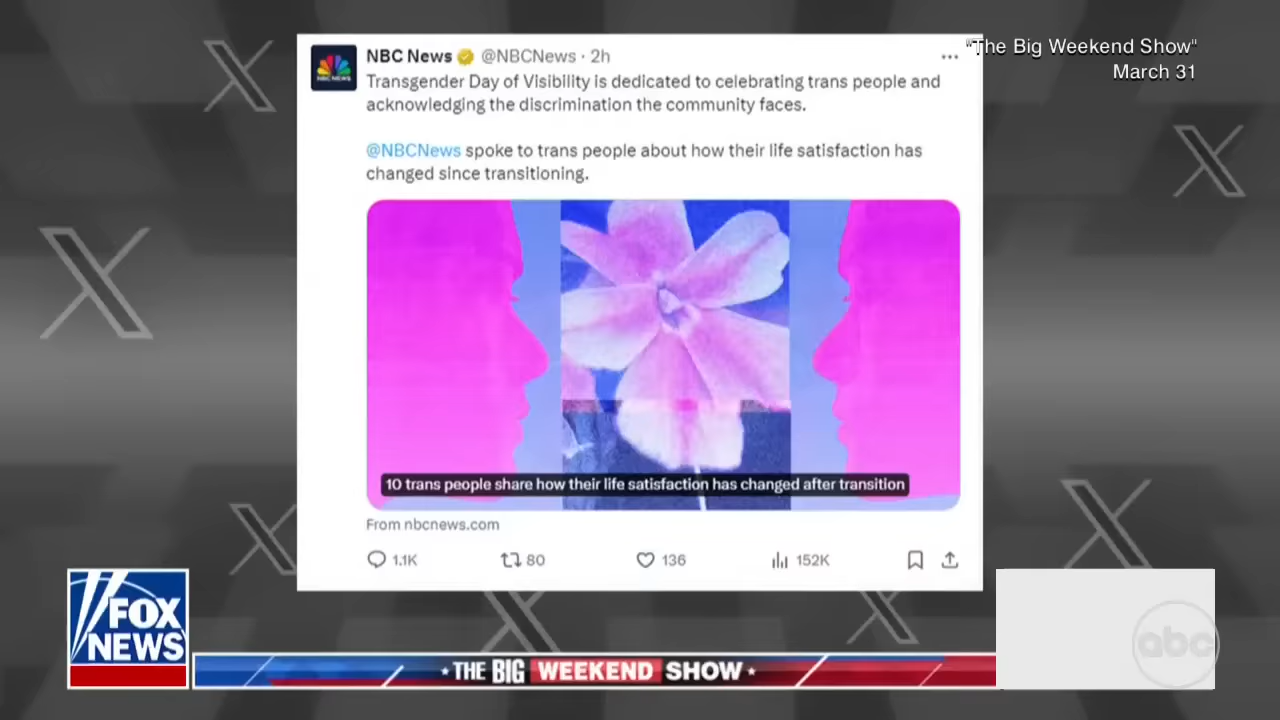 "The Big Weekend Show"
March 31
NBC News @NBCNews · 2h
Transgender Day of Visibility is dedicated to celebrating trans people and
acknowledging the discrimination the community faces.
@NBCNews spoke to trans people about how their life satisfaction has
changed since transitioning.
NBC NEWS
10 trans people share how their life satisfaction has changed after transition
From nbcnews.com
1.1K 80 136 152K
FOX
NEWS
THE BIG WEEKEND SHOW
abc